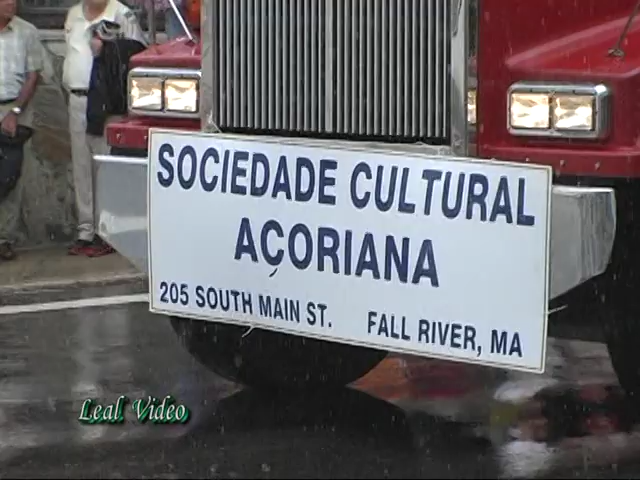 SOCIEDADE CULTURAL
AÇORIANA
205 SOUTH MAIN ST. FALL RIVER, MA
Leal Video